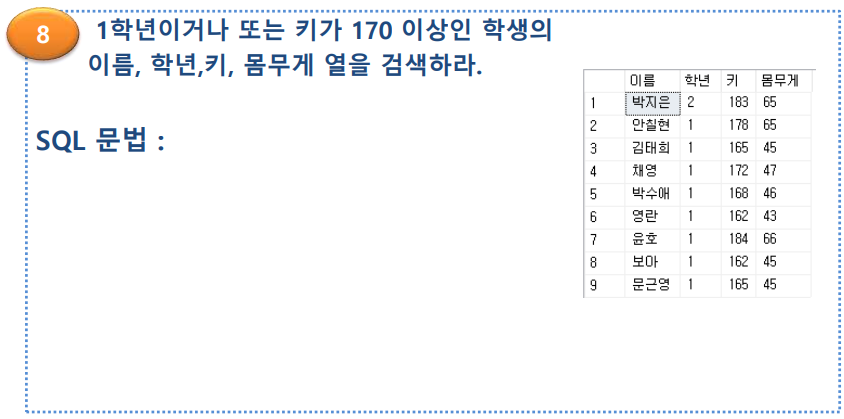 8
1학년이거나 또는 키가 170 이상인 학생의
이름, 학년,키, 몸무게 열을 검색하라.
SQL 문법 :
이름 학년 키 몸무게
1 박지은 2 183 65
2 안칠현 1 178 65
3 김태희 1 165 45
4 채영 1 172 47
5 박수애 1 168 46
6 영란 1 162 43
7 윤호 1 184 66
8 보아 1 162 45
9 문근영 1 165 45